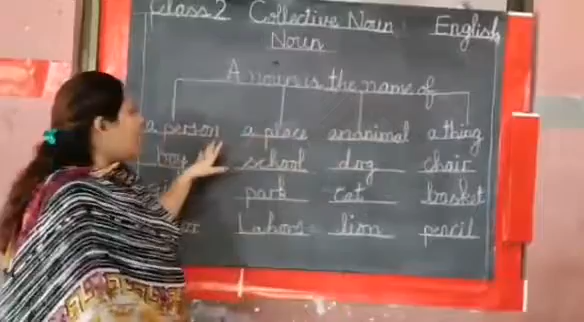 Class 2 Collective Noun English
Noun
A noun is the name of
a person a place an animal a thing
boy school dog chair
park cat basket
Lahore lion pencil